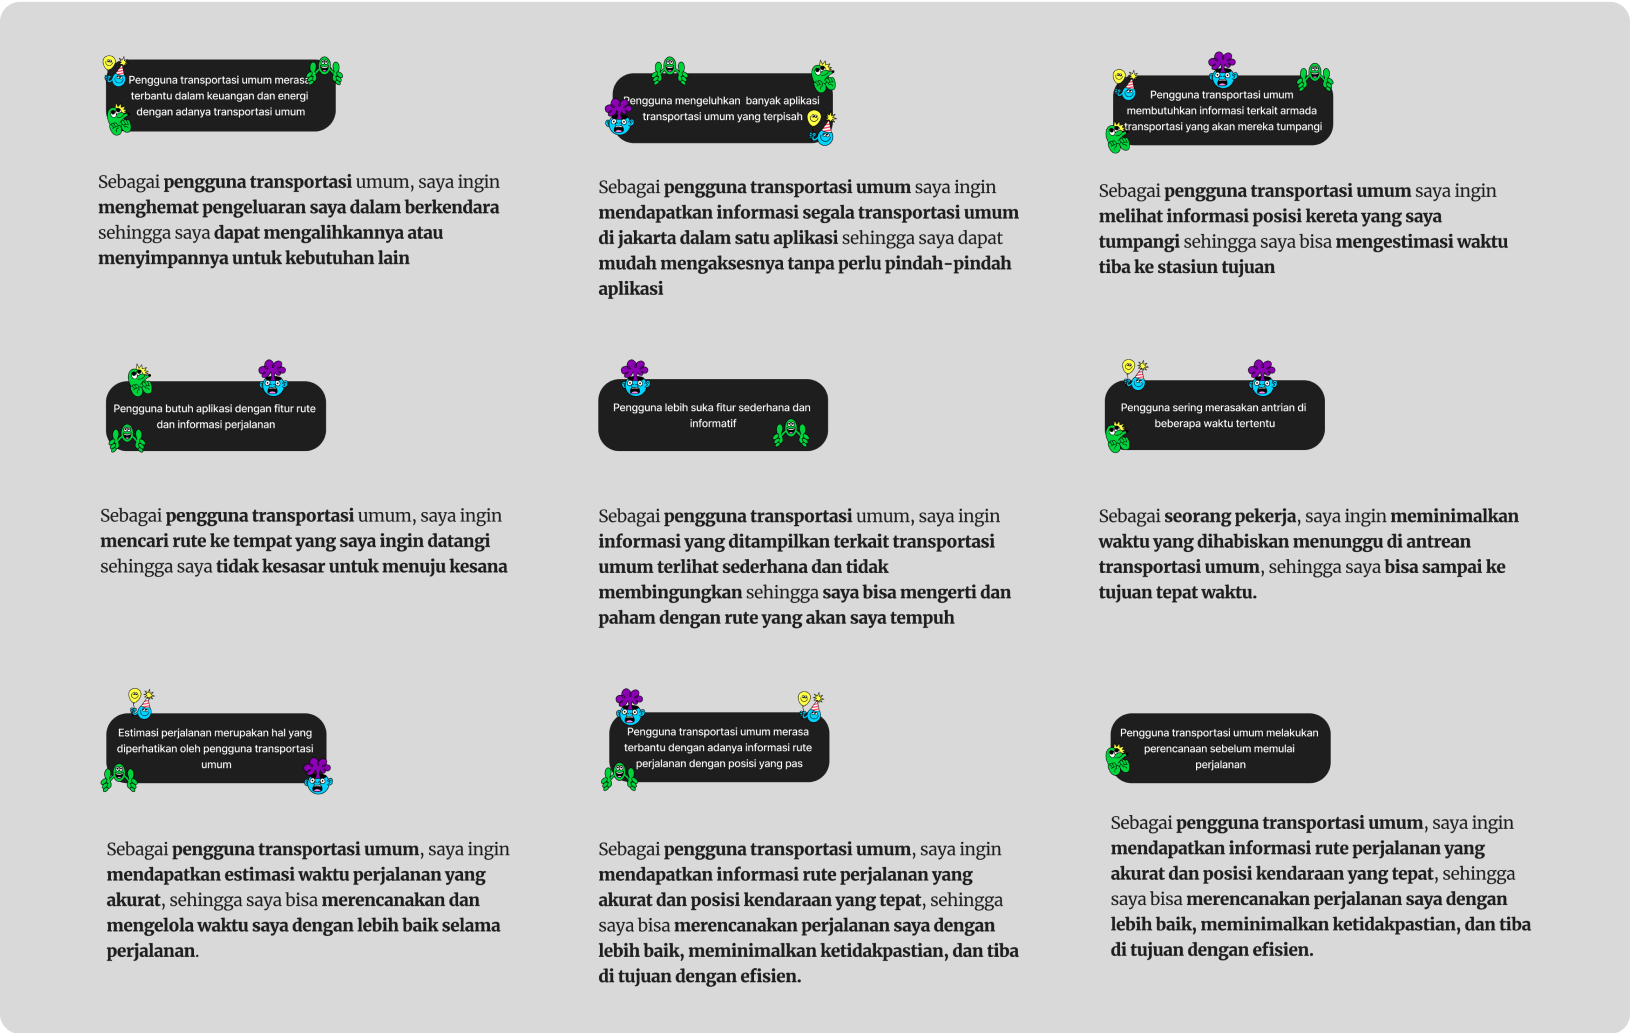 Pengguna transportasi umum merasa
terbantu dalam keuangan dan energi
dengan adanya transportasi umum
Sebagai pengguna transportasi umum, saya ingin
menghemat pengeluaran saya dalam berkendara
sehingga saya dapat mengalihkannya atau
menyimpannya untuk kebutuhan lain
Pengguna mengeluhkan banyak aplikasi
transportasi umum yang terpisah
Sebagai pengguna transportasi umum saya ingin
mendapatkan informasi segala transportasi umum
di jakarta dalam satu aplikasi sehingga saya dapat
mudah mengaksesnya tanpa perlu pindah-pindah
aplikasi
Pengguna transportasi umum
membutuhkan informasi terkait armada
transportasi yang akan mereka tumpangi
Sebagai pengguna transportasi umum saya ingin
melihat informasi posisi kereta yang saya
tumpangi sehingga saya bisa mengestimasi waktu
tiba ke stasiun tujuan
Pengguna butuh aplikasi dengan fitur rute
dan informasi perjalanan
Sebagai pengguna transportasi umum, saya ingin
mencari rute ke tempat yang saya ingin datangi
sehingga saya tidak kesasar untuk menuju kesana
Pengguna lebih suka fitur sederhana dan
informatif
Sebagai pengguna transportasi umum, saya ingin
informasi yang ditampilkan terkait transportasi
umum terlihat sederhana dan tidak
membingungkan sehingga saya bisa mengerti dan
paham dengan rute yang akan saya tempuh
Pengguna sering merasakan antrian di
beberapa waktu tertentu
Sebagai seorang pekerja, saya ingin meminimalkan
waktu yang dihabiskan menunggu di antrean
transportasi umum, sehingga saya bisa sampai ke
tujuan tepat waktu.
Estimasi perjalanan merupakan hal yang
diperhatikan oleh pengguna transportasi
umum
Sebagai pengguna transportasi umum, saya ingin
mendapatkan estimasi waktu perjalanan yang
akurat, sehingga saya bisa merencanakan dan
mengelola waktu saya dengan lebih baik selama
perjalanan.
Pengguna transportasi umum merasa
terbantu dengan adanya informasi rute
perjalanan dengan posisi yang pas
Sebagai pengguna transportasi umum, saya ingin
mendapatkan informasi rute perjalanan yang
akurat dan posisi kendaraan yang tepat, sehingga
saya bisa merencanakan perjalanan saya dengan
lebih baik, meminimalkan ketidakpastian, dan tiba
di tujuan dengan efisien.
Pengguna transportasi umum melakukan
perencanaan sebelum memulai
perjalanan
Sebagai pengguna transportasi umum, saya ingin
mendapatkan informasi rute perjalanan yang
akurat dan posisi kendaraan yang tepat, sehingga
saya bisa merencanakan perjalanan saya dengan
lebih baik, meminimalkan ketidakpastian, dan tiba
di tujuan dengan efisien.